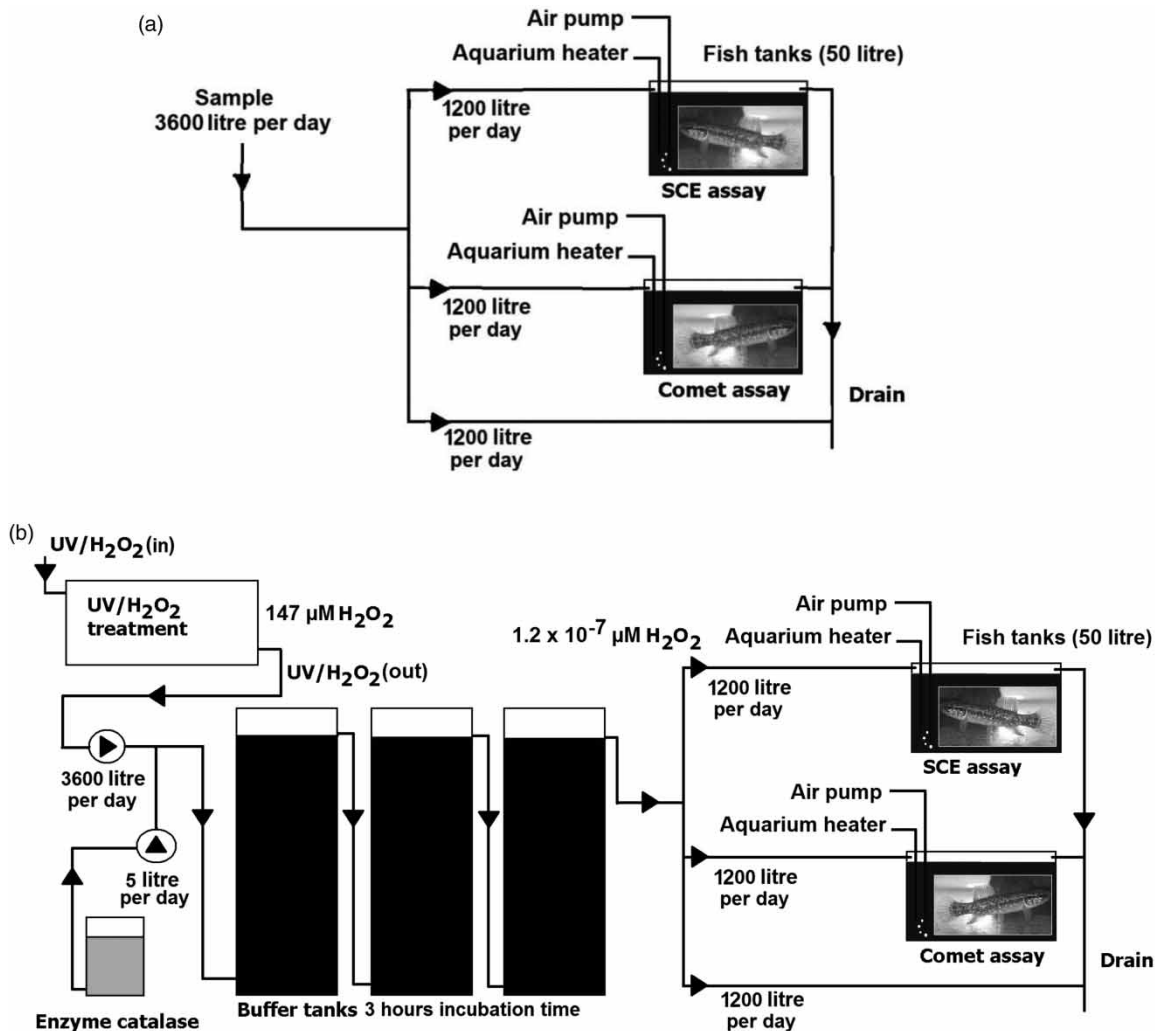 (a)
Air pump
Aquarium heater
Fish tanks (50 litre)
Sample
3600 litre per day
1200 litre
per day
SCE assay
Air pump
Aquarium heater
1200 litre
per day
Comet assay
Drain
1200 litre
per day
(b)
UV/H₂O₂ (in)
UV/H₂O₂
treatment
147 µM H₂O₂
UV/H₂O₂ (out)
3600 litre
per day
5 litre
per day
Enzyme catalase
Buffer tanks 3 hours incubation time
1.2 x 10⁻⁷ µM H₂O₂
Air pump
Aquarium heater
Fish tanks (50 litre)
1200 litre
per day
SCE assay
Air pump
Aquarium heater
1200 litre
per day
Comet assay
Drain
1200 litre
per day